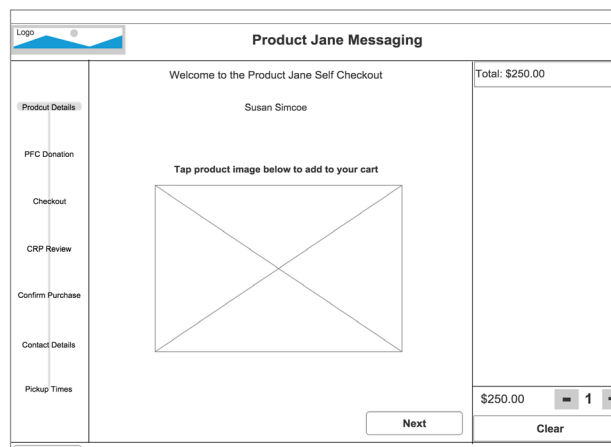 Logo
Product Jane Messaging
Welcome to the Product Jane Self Checkout
Total: $250.00
Susan Simcoe
Prodcut Details
PFC Donation
Tap product image below to add to your cart
Checkout
CRP Review
Confirm Purchase
Contact Details
Pickup Times
$250.00
- 1 +
Next
Clear